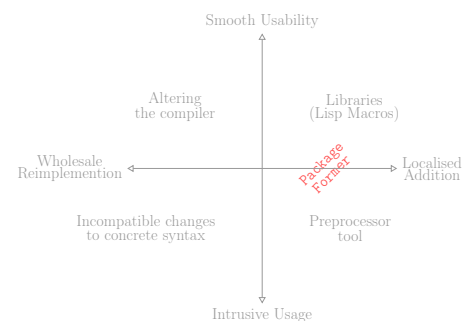 Smooth Usability
Altering
the compiler
Libraries
(Lisp Macros)
Wholesale
Reimplemention
Package
Former
Localised
Addition
Incompatible changes
to concrete syntax
Preprocessor
tool
Intrusive Usage